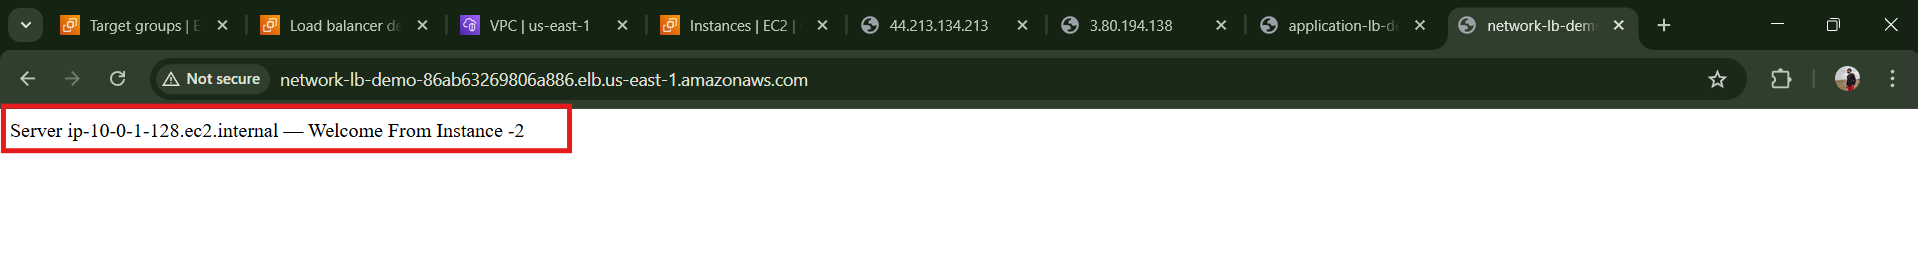 Target groups | E
Load balancer de
VPC | us-east-1
Instances | EC2 |
44.213.134.213
3.80.194.138
application-lb-de
network-lb-dem
Not secure
network-lb-demo-86ab63269806a886.elb.us-east-1.amazonaws.com
Server ip-10-0-1-128.ec2.internal — Welcome From Instance -2